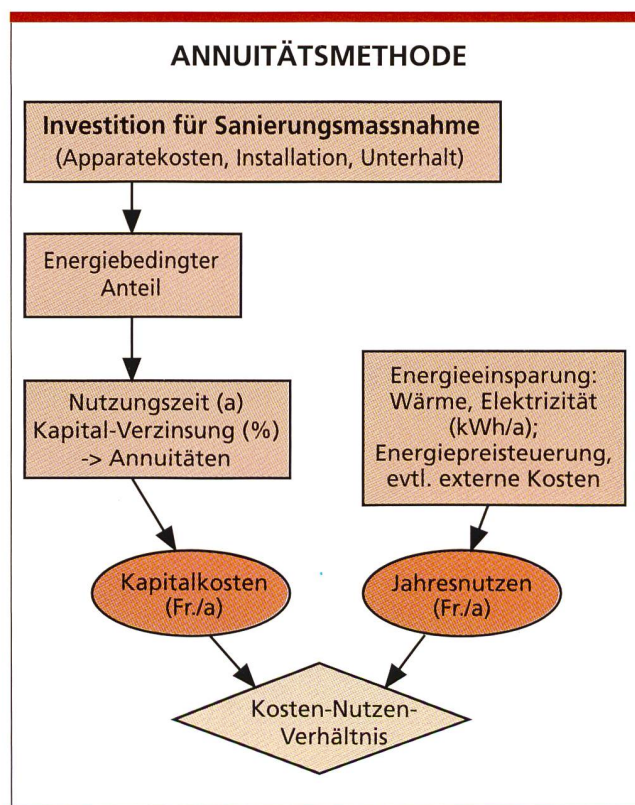 ANNUITÄTSMETHODE
Investition für Sanierungsmassnahme
(Apparatekosten, Installation, Unterhalt)
Energiebedingter
Anteil
Nutzungszeit (a)
Kapital-Verzinsung (%)
-> Annuitäten
Energieeinsparung:
Wärme, Elektrizität
(kWh/a);
Energiepreisteuerung,
evtl. externe Kosten
Kapitalkosten
(Fr./a)
Jahresnutzen
(Fr./a)
Kosten-Nutzen-
Verhältnis